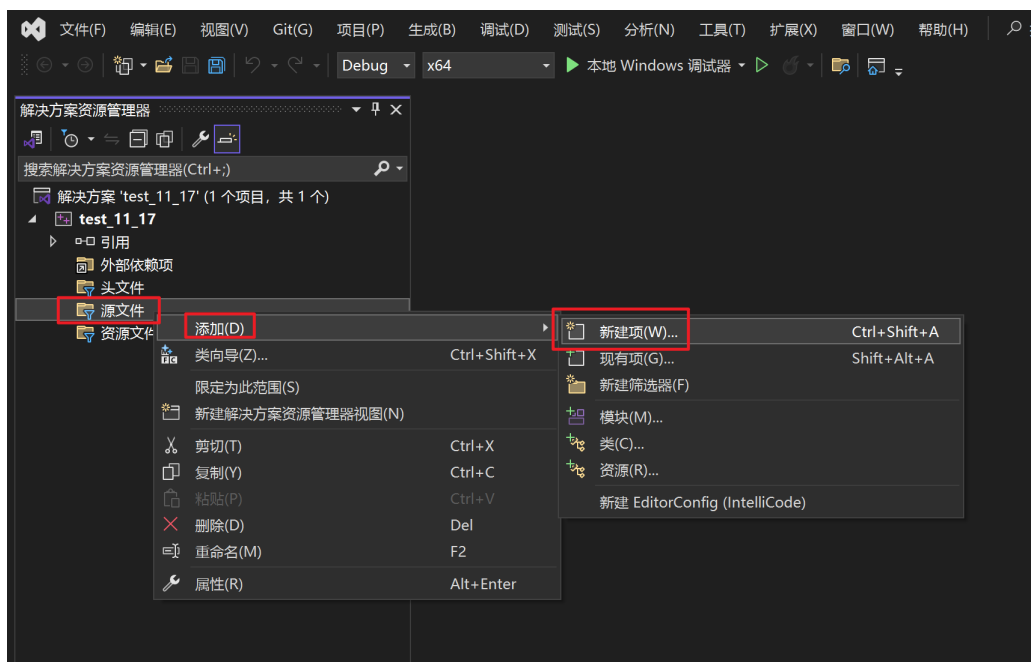 文件(F) 编辑(E) 视图(V) Git(G) 项目(P) 生成(B) 调试(D) 测试(S) 分析(N) 工具(T) 扩展(X) 窗口(W) 帮助(H)
Debug x64 本地 Windows 调试器
解决方案资源管理器
搜索解决方案资源管理器(Ctrl+;)
解决方案 'test_11_17' (1 个项目，共 1 个)
test_11_17
引用
外部依赖项
头文件
源文件
资源文件
添加(D)
类向导(Z)... Ctrl+Shift+X
限定为此范围(S)
新建解决方案资源管理器视图(N)
剪切(T) Ctrl+X
复制(Y) Ctrl+C
粘贴(P) Ctrl+V
删除(D) Del
重命名(M) F2
属性(R) Alt+Enter
新建项(W)... Ctrl+Shift+A
现有项(G)... Shift+Alt+A
新建筛选器(F)
模块(M)...
类(C)...
资源(R)...
新建 EditorConfig (IntelliCode)